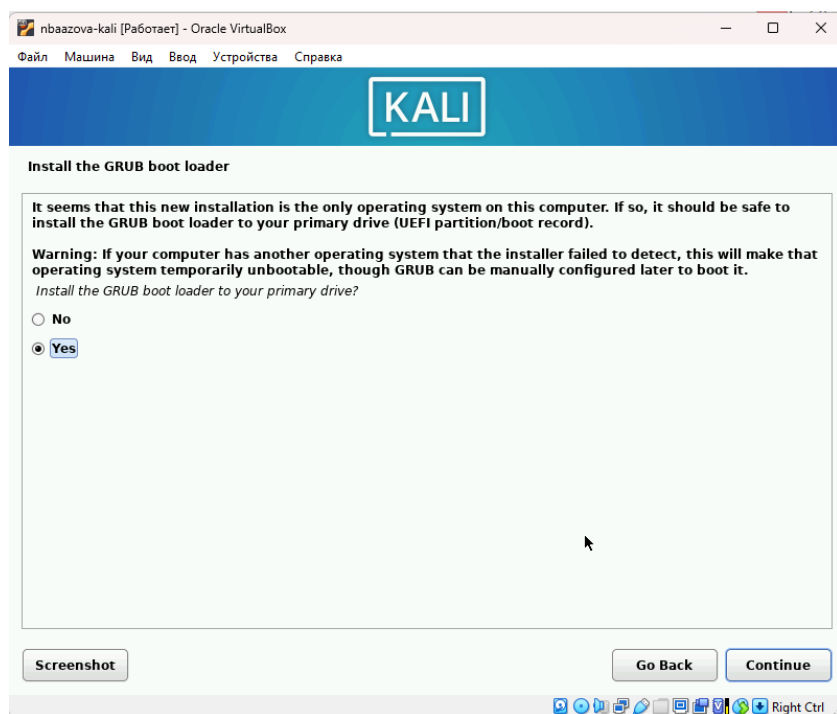 nbaazova-kali [Работает] - Oracle VirtualBox
Файл Машина Вид Ввод Устройства Справка
KALI
Install the GRUB boot loader
It seems that this new installation is the only operating system on this computer. If so, it should be safe to
install the GRUB boot loader to your primary drive (UEFI partition/boot record).
Warning: If your computer has another operating system that the installer failed to detect, this will make that
operating system temporarily unbootable, though GRUB can be manually configured later to boot it.
Install the GRUB boot loader to your primary drive?
No
Yes
Screenshot Go Back Continue
Right Ctrl